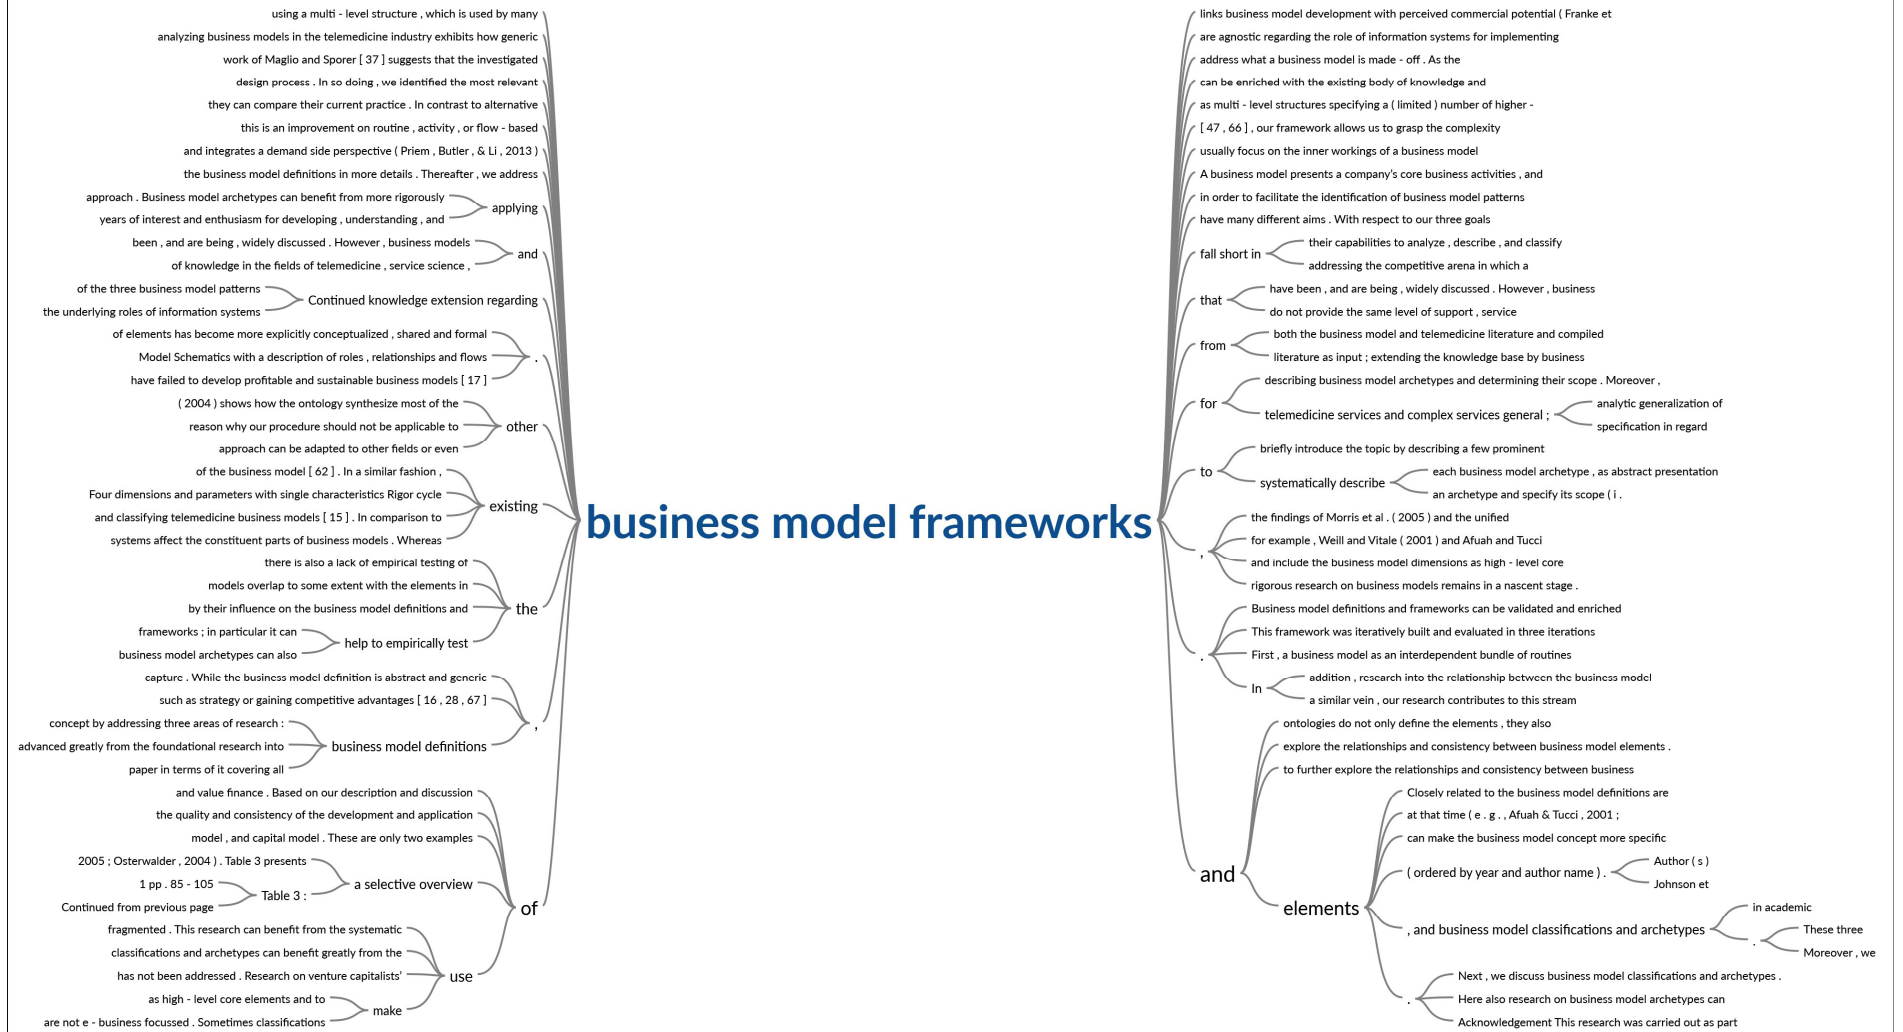 using a multi - level structure , which is used by many
analyzing business models in the telemedicine industry exhibits how generic
work of Maglio and Sporer [ 37 ] suggests that the investigated
design process . In so doing , we identified the most relevant
they can compare their current practice . In contrast to alternative
this is an improvement on routine , activity , or flow - based
and integrates a demand side perspective ( Priem , Butler , & Li , 2013 )
the business model definitions in more details . Thereafter , we address
approach . Business model archetypes can benefit from more rigorously
applying
years of interest and enthusiasm for developing , understanding , and
been , and are being , widely discussed . However , business models
and
of knowledge in the fields of telemedicine , service science ,
of the three business model patterns
Continued knowledge extension regarding
the underlying roles of information systems
of elements has become more explicitly conceptualized , shared and formal
Model Schematics with a description of roles , relationships and flows
.
have failed to develop profitable and sustainable business models [ 17 ]
( 2004 ) shows how the ontology synthesize most of the
reason why our procedure should not be applicable to
other
approach can be adapted to other fields or even
of the business model [ 62 ] . In a similar fashion ,
Four dimensions and parameters with single characteristics Rigor cycle
existing
and classifying telemedicine business models [ 15 ] . In comparison to
systems affect the constituent parts of business models . Whereas
there is also a lack of empirical testing of
models overlap to some extent with the elements in
the
by their influence on the business model definitions and
frameworks ; in particular it can
help to empirically test
business model archetypes can also
capture . While the business model definition is abstract and generic
such as strategy or gaining competitive advantages [ 16 , 28 , 67 ]
,
concept by addressing three areas of research :
advanced greatly from the foundational research into
business model definitions
paper in terms of it covering all
and value finance . Based on our description and discussion
the quality and consistency of the development and application
model , and capital model . These are only two examples
2005 ; Osterwalder , 2004 ) . Table 3 presents
a selective overview
1 pp . 85 - 105
Table 3 :
Continued from previous page
of
fragmented . This research can benefit from the systematic
classifications and archetypes can benefit greatly from the
has not been addressed . Research on venture capitalists'
use
as high - level core elements and to
make
are not e - business focussed . Sometimes classifications
business model frameworks
links business model development with perceived commercial potential ( Franke et
are agnostic regarding the role of information systems for implementing
address what a business model is made - off . As the
can be enriched with the existing body of knowledge and
as multi - level structures specifying a ( limited ) number of higher -
[ 47 , 66 ] , our framework allows us to grasp the complexity
usually focus on the inner workings of a business model
A business model presents a company's core business activities , and
in order to facilitate the identification of business model patterns
have many different aims . With respect to our three goals
fall short in
their capabilities to analyze , describe , and classify
addressing the competitive arena in which a
that
have been , and are being , widely discussed . However , business
do not provide the same level of support , service
from
both the business model and telemedicine literature and compiled
literature as input ; extending the knowledge base by business
for
describing business model archetypes and determining their scope . Moreover ,
telemedicine services and complex services general ;
analytic generalization of
specification in regard
to
briefly introduce the topic by describing a few prominent
systematically describe
each business model archetype , as abstract presentation
an archetype and specify its scope ( i .
,
the findings of Morris et al . ( 2005 ) and the unified
for example , Weill and Vitale ( 2001 ) and Afuah and Tucci
and include the business model dimensions as high - level core
rigorous research on business models remains in a nascent stage .
.
Business model definitions and frameworks can be validated and enriched
This framework was iteratively built and evaluated in three iterations
First , a business model as an interdependent bundle of routines
In
addition , research into the relationship between the business model
a similar vein , our research contributes to this stream
and
ontologies do not only define the elements , they also
explore the relationships and consistency between business model elements .
to further explore the relationships and consistency between business
elements
Closely related to the business model definitions are
at that time ( e . g . , Afuah & Tucci , 2001 ;
can make the business model concept more specific
( ordered by year and author name ) .
Author ( s )
Johnson et
, and business model classifications and archetypes
in academic
.
These three
Moreover , we
.
Next , we discuss business model classifications and archetypes .
Here also research on business model archetypes can
Acknowledgement This research was carried out as part